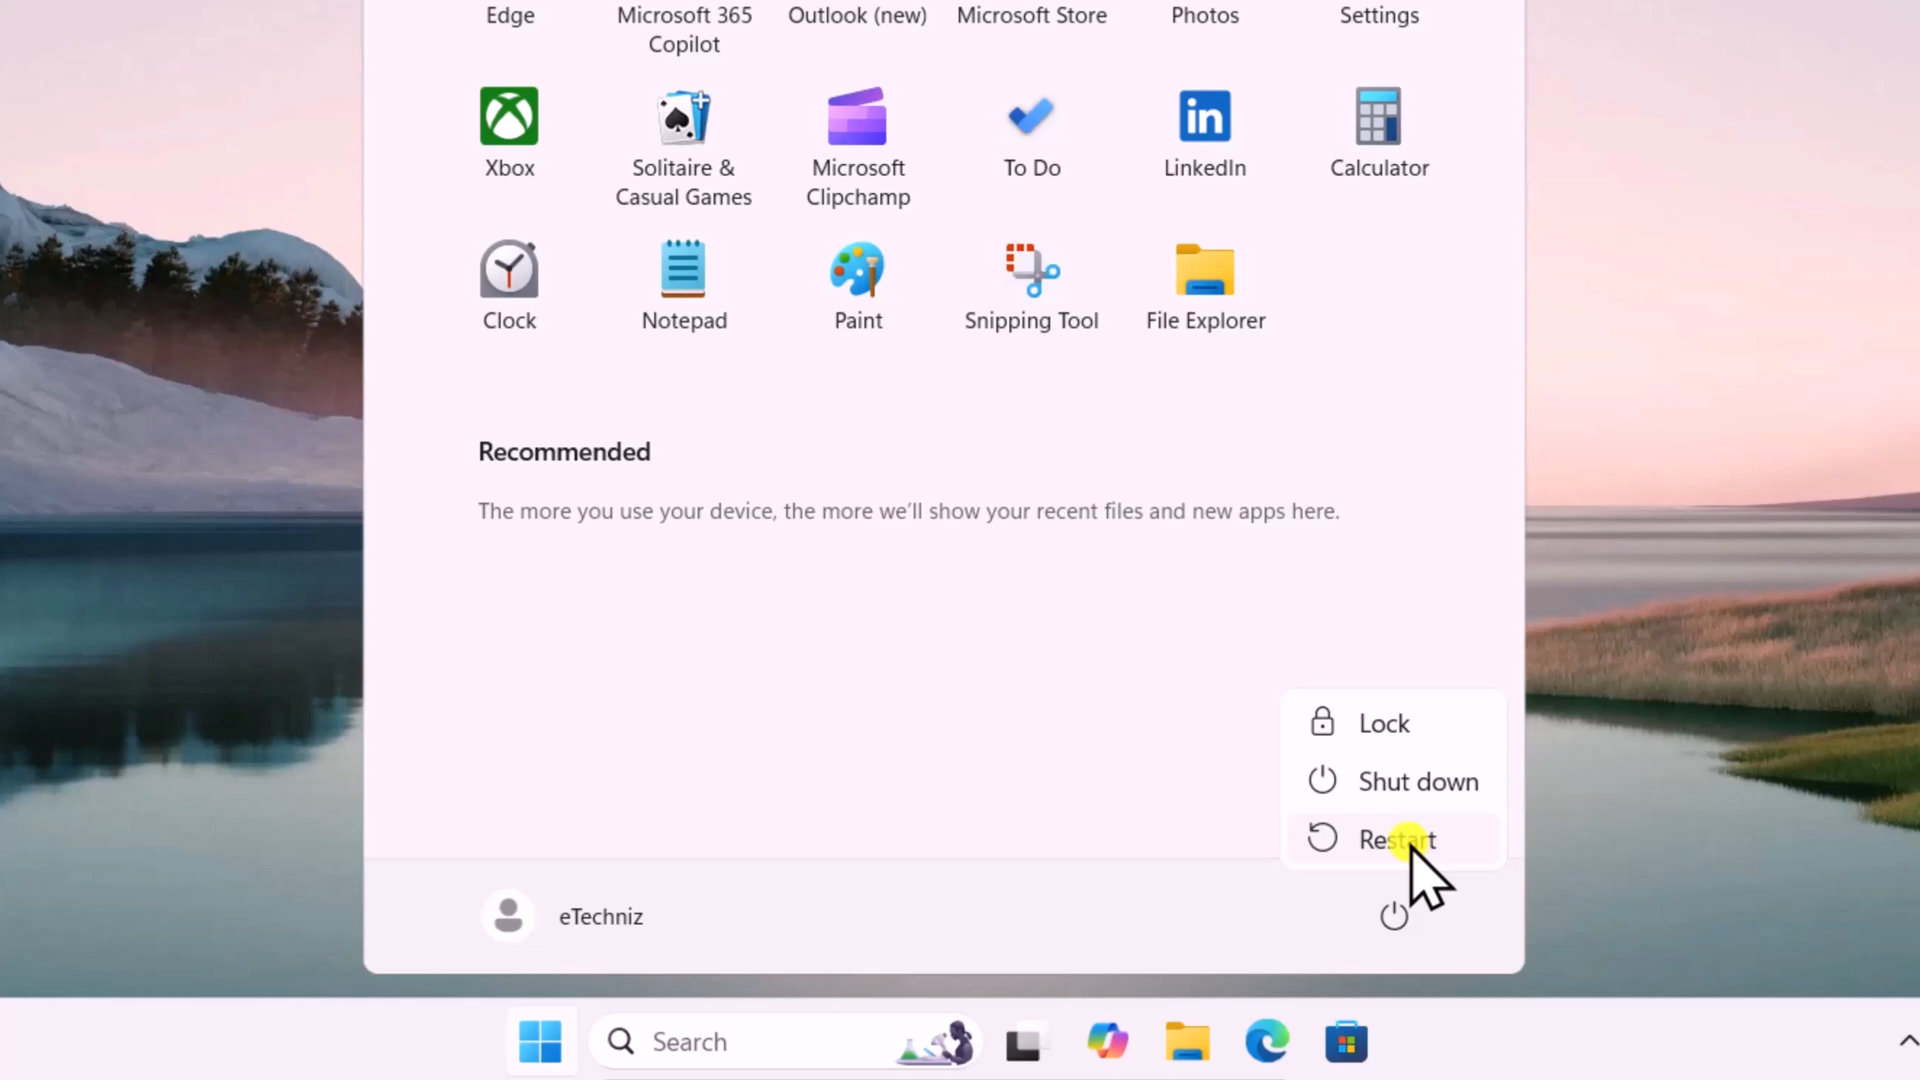 Edge
Microsoft 365
Copilot
Outlook (new)
Microsoft Store
Photos
Settings
Xbox
Solitaire &
Casual Games
Microsoft
Clipchamp
To Do
LinkedIn
Calculator
Clock
Notepad
Paint
Snipping Tool
File Explorer
Recommended
The more you use your device, the more we'll show your recent files and new apps here.
Lock
Shut down
Restart
eTechniz
Search